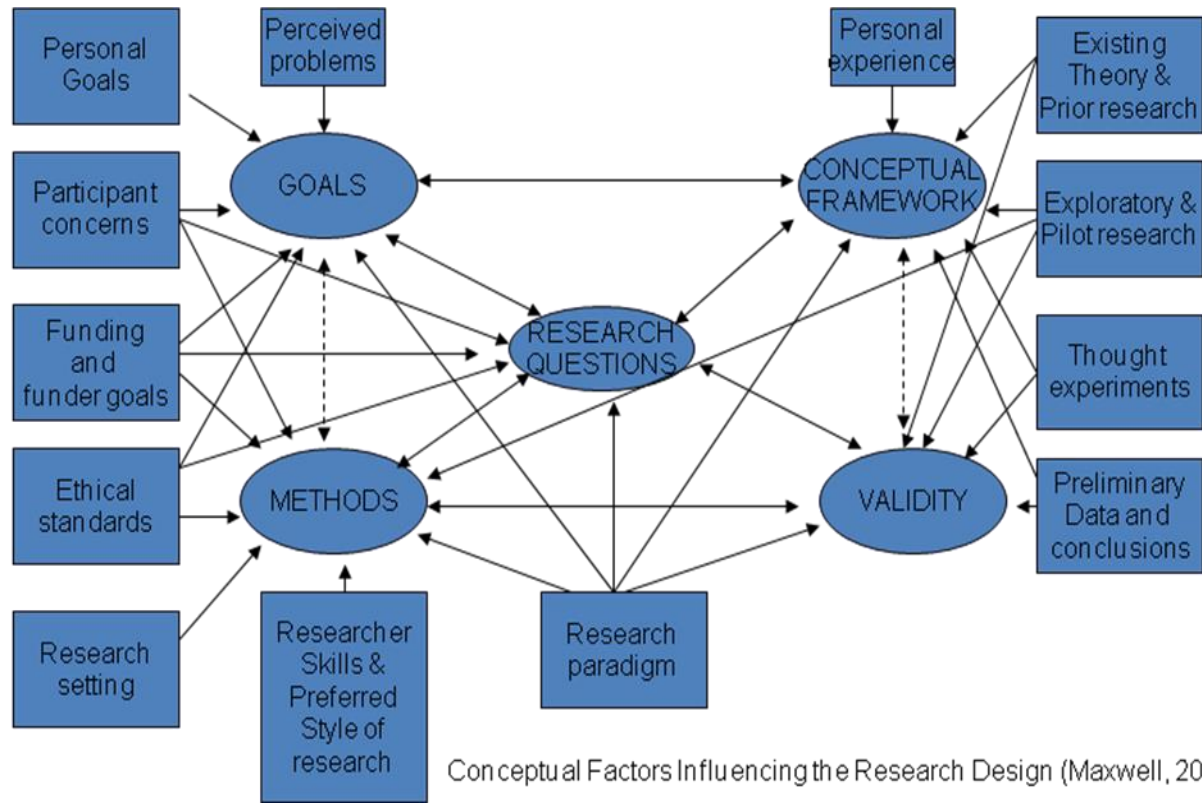 Personal
Goals
Perceived
problems
Personal
experience
Existing
Theory &
Prior research
GOALS
CONCEPTUAL
FRAMEWORK
Participant
concerns
Exploratory &
Pilot research
Funding
and
funder goals
RESEARCH
QUESTIONS
Thought
experiments
Ethical
standards
METHODS
VALIDITY
Preliminary
Data and
conclusions
Research
setting
Researcher
Skills &
Preferred
Style of
research
Research
paradigm
Conceptual Factors Influencing the Research Design (Maxwell, 20